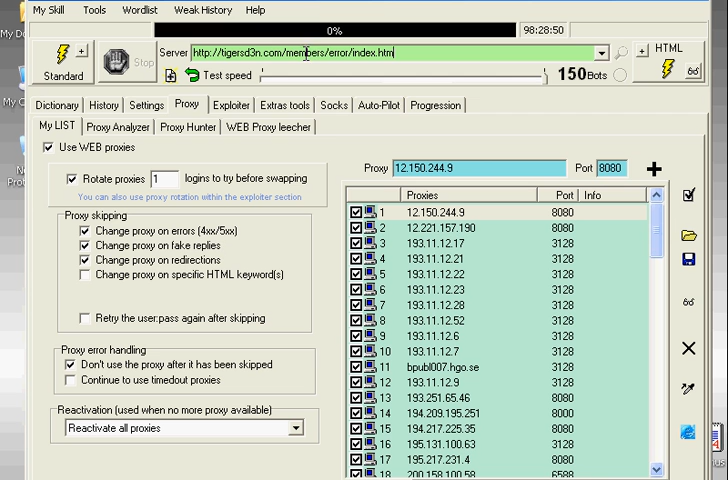 My Skill Tools Wordlist Weak History Help
0% 98:28:50
Standard Stop Server http://tigersd3n.com/members/error/index.htm HTML
Test speed 150 Bots
Dictionary History Settings Proxy Exploiter Extra tools Socks Auto-Pilot Progression
My LIST Proxy Analyzer Proxy Hunter WEB Proxy leecher
Use WEB proxies
Rotate proxies 1 logins to try before swapping
You can also use proxy rotation within the exploiter section
Proxy skipping
Change proxy on errors (4xx/5xx)
Change proxy on fake replies
Change proxy on redirections
Change proxy on specific HTML keyword(s)
Retry the user:pass again after skipping
Proxy error handling
Don't use the proxy after it has been skipped
Continue to use timedout proxies
Reactivation (used when no more proxy available)
Reactivate all proxies
Proxy 12.150.244.9 Port 8080
Proxies Port Info
1 12.150.244.9 8080
2 12.221.157.190 8080
3 193.11.12.17 3128
4 193.11.12.21 3128
5 193.11.12.22 3128
6 193.11.12.23 3128
7 193.11.12.28 3128
8 193.11.12.52 3128
9 193.11.12.6 3128
10 193.11.12.7 3128
11 bpubl007.hgo.se 3128
12 193.11.12.9 3128
13 193.251.65.46 8080
14 194.209.195.251 8000
15 194.217.225.35 8080
16 195.131.100.63 3128
17 195.217.231.4 8080
18 200.158.100.58 6588